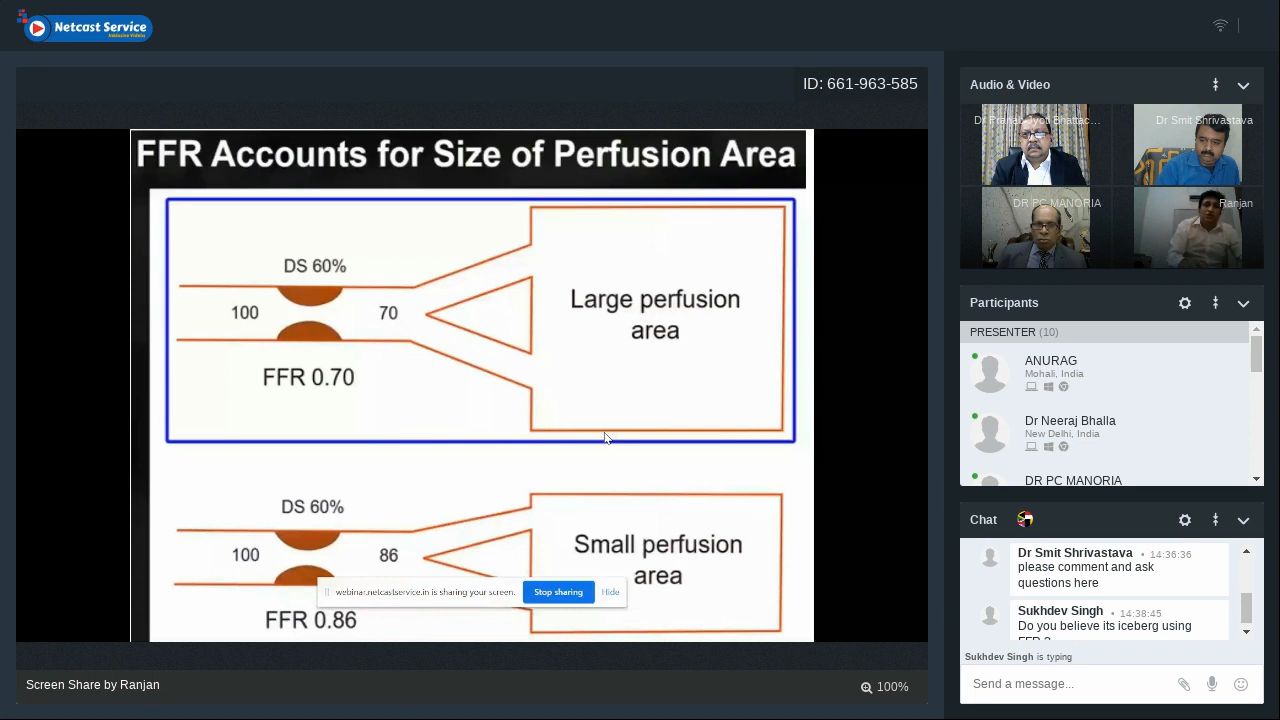 Netcast Service
ID: 661-963-585
FFR Accounts for Size of Perfusion Area
DS 60%
100
70
FFR 0.70
Large perfusion
area
DS 60%
100
86
FFR 0.86
Small perfusion
area
webinar.netcastservice.in is sharing your screen.
Stop sharing
Hide
Screen Share by Ranjan
100%
Audio & Video
Dr Smit Shrivastava
DR PC MANORIA
Ranjan
Participants
PRESENTER (10)
ANURAG
Mohali, India
Dr Neeraj Bhalla
New Delhi, India
DR PC MANORIA
Chat
Dr Smit Shrivastava • 14:36:36
please comment and ask
questions here
Sukhdev Singh • 14:38:45
Do you believe its iceberg using
Sukhdev Singh is typing
Send a message...